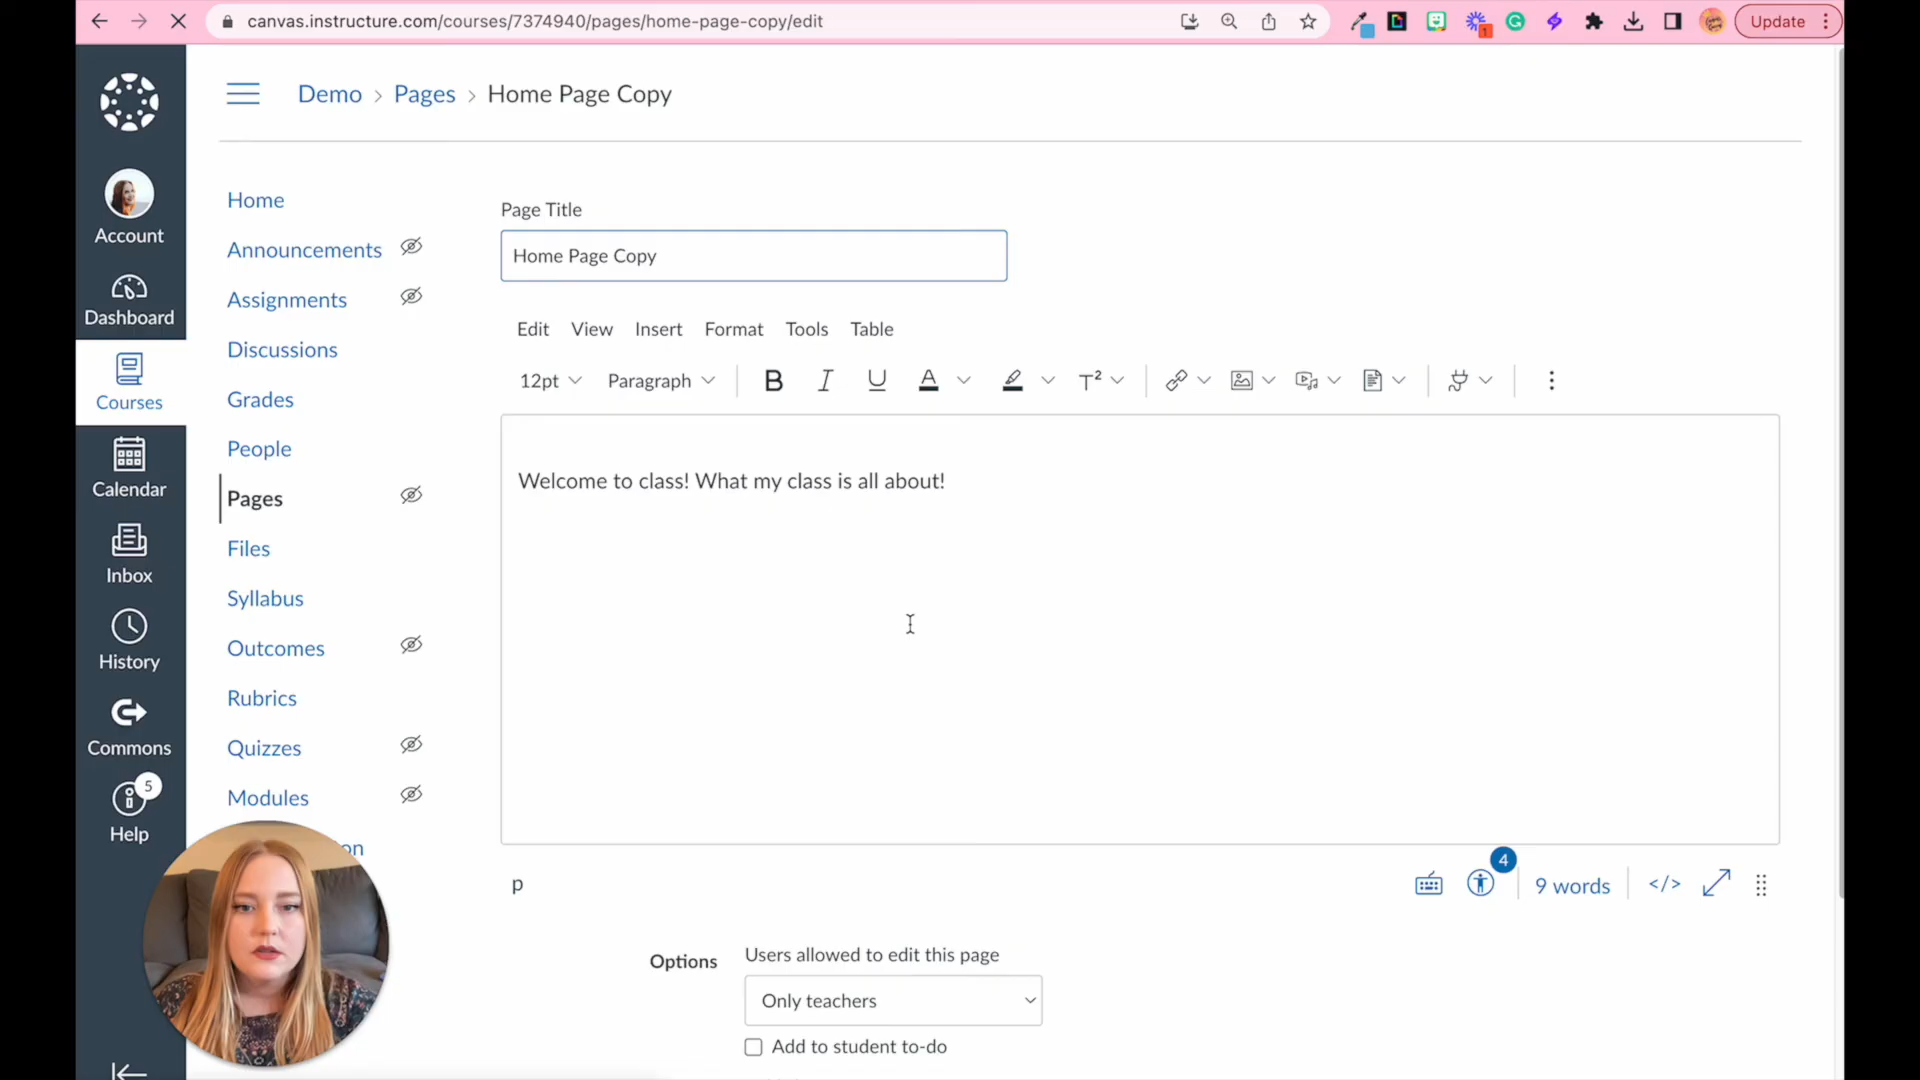 canvas.instructure.com/courses/7374940/pages/home-page-copy/edit
1
Update
Demo > Pages > Home Page Copy
Account
Dashboard
Courses
Calendar
Inbox
History
Commons
5
Help
Home
Announcements
Assignments
Discussions
Grades
People
Pages
Files
Syllabus
Outcomes
Rubrics
Quizzes
Modules
on
Page Title
Home Page Copy
Edit View Insert Format Tools Table
12pt Paragraph B I U A T²
Welcome to class! What my class is all about!
p
4
9 words </>
Options
Users allowed to edit this page
Only teachers
Add to student to-do